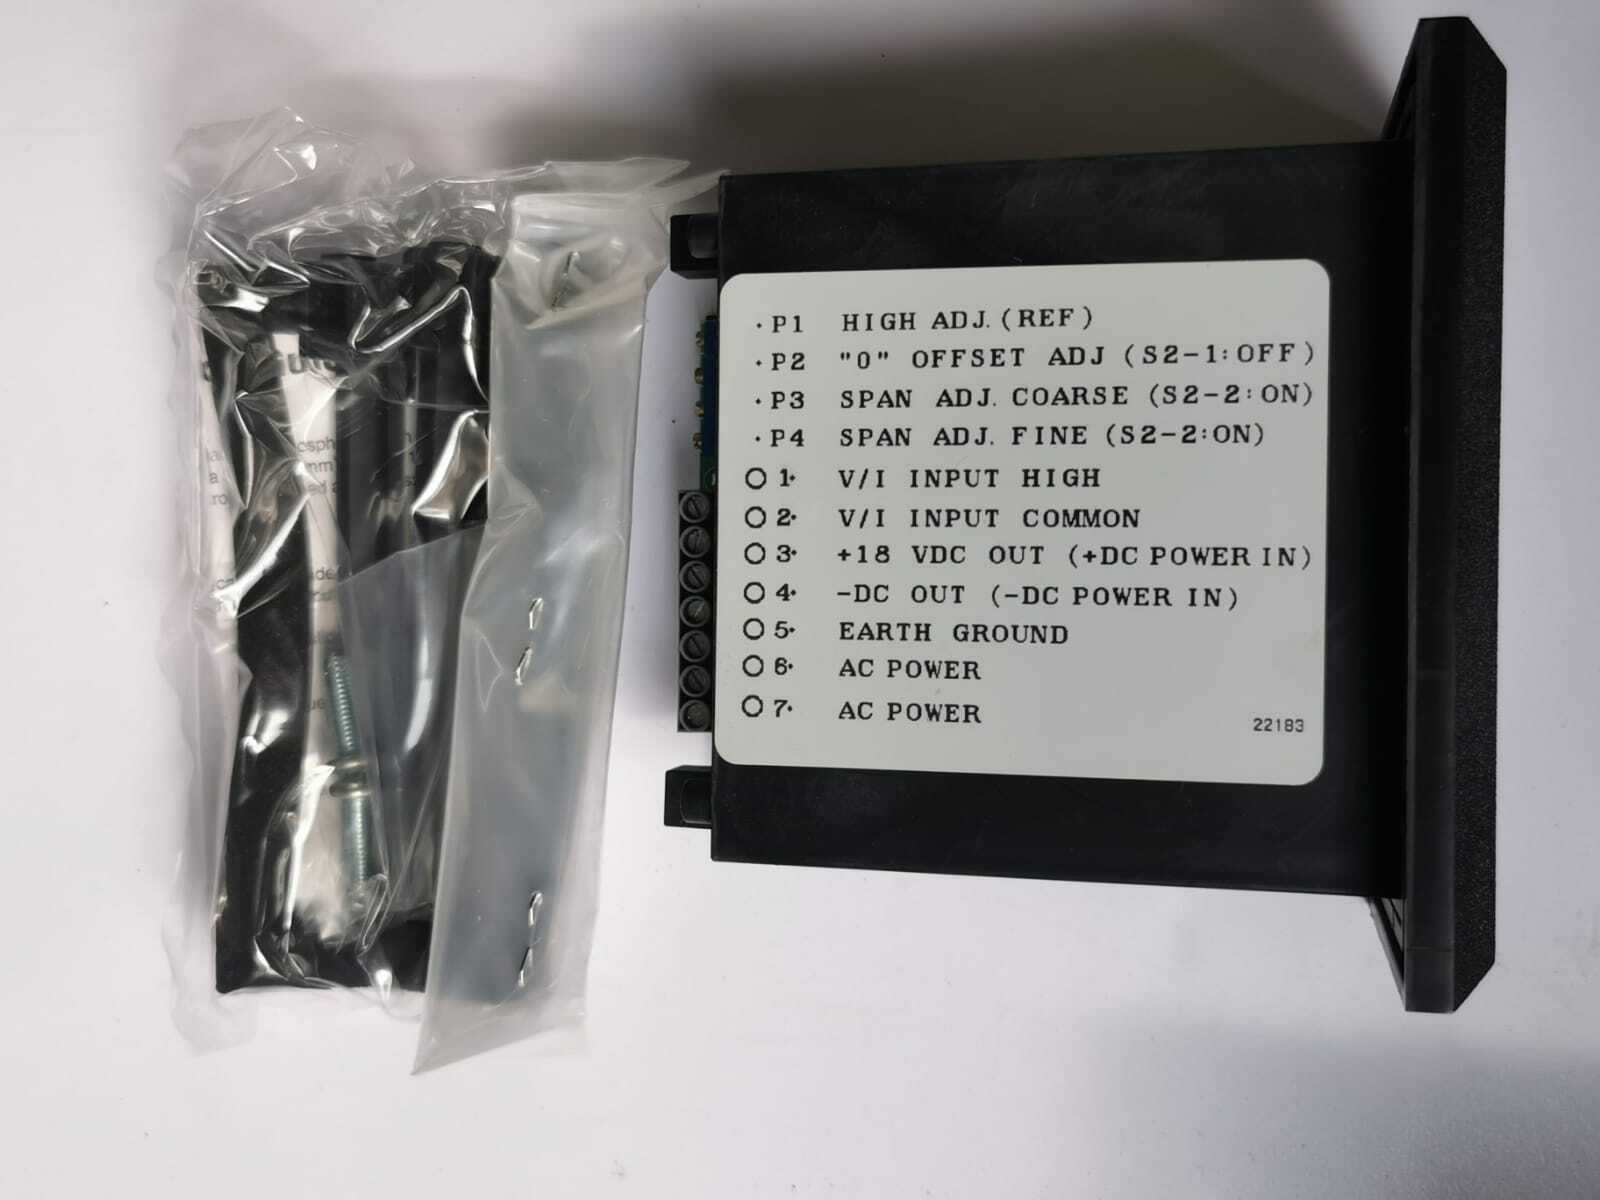 · P1 HIGH ADJ. (REF)
· P2 "0" OFFSET ADJ (S2-1:OFF)
· P3 SPAN ADJ. COARSE (S2-2:ON)
· P4 SPAN ADJ. FINE (S2-2:ON)
1· V/I INPUT HIGH
2· V/I INPUT COMMON
3· +18 VDC OUT (+DC POWER IN)
4· -DC OUT (-DC POWER IN)
5· EARTH GROUND
6· AC POWER
7· AC POWER
22183